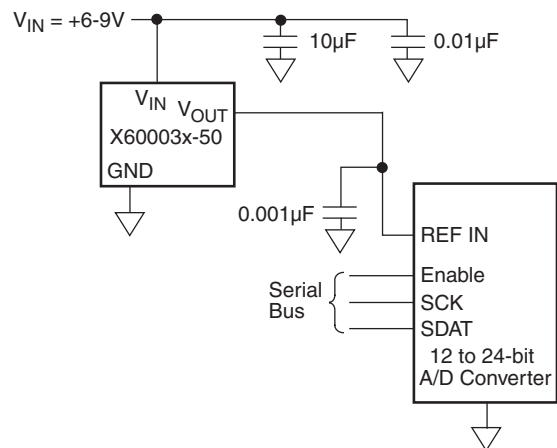 V_IN = +6-9V
10µF
0.01µF
V_IN
V_OUT
X60003x-50
GND
0.001µF
REF IN
Enable
Serial
Bus
SCK
SDAT
12 to 24-bit
A/D Converter